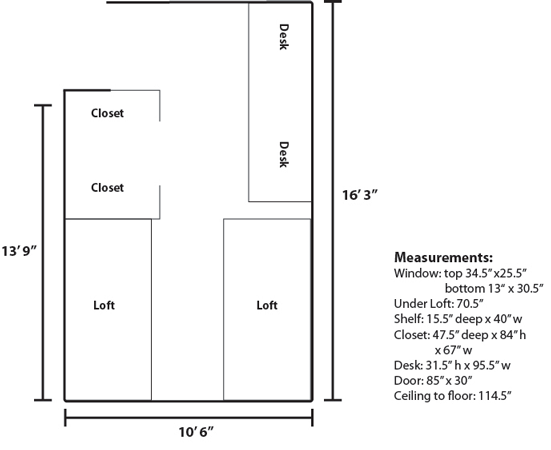 Desk
Closet
Desk
Closet
16’ 3”
13’ 9”
Loft
Loft
10’ 6”
Measurements:
Window: top 34.5” x25.5”
bottom 13“ x 30.5”
Under Loft: 70.5”
Shelf: 15.5” deep x 40” w
Closet: 47.5” deep x 84” h
x 67” w
Desk: 31.5” h x 95.5” w
Door: 85” x 30”
Ceiling to floor: 114.5”